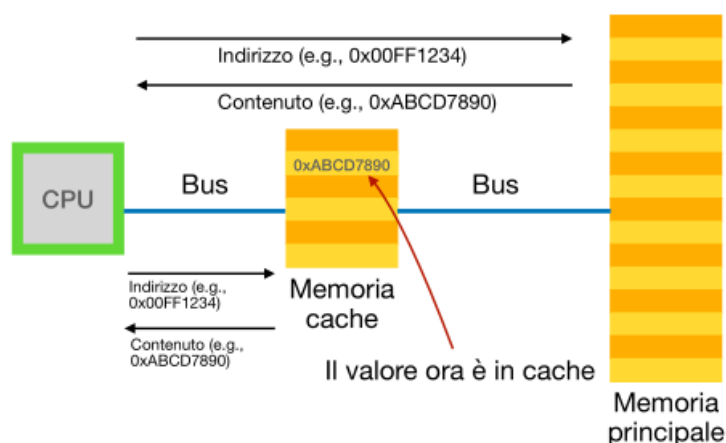 Indirizzo (e.g., 0x00FF1234)
Contenuto (e.g., 0xABCD7890)
CPU
Bus
0xABCD7890
Bus
Indirizzo (e.g.,
0x00FF1234)
Contenuto (e.g.,
0xABCD7890)
Memoria
cache
Il valore ora è in cache
Memoria
principale